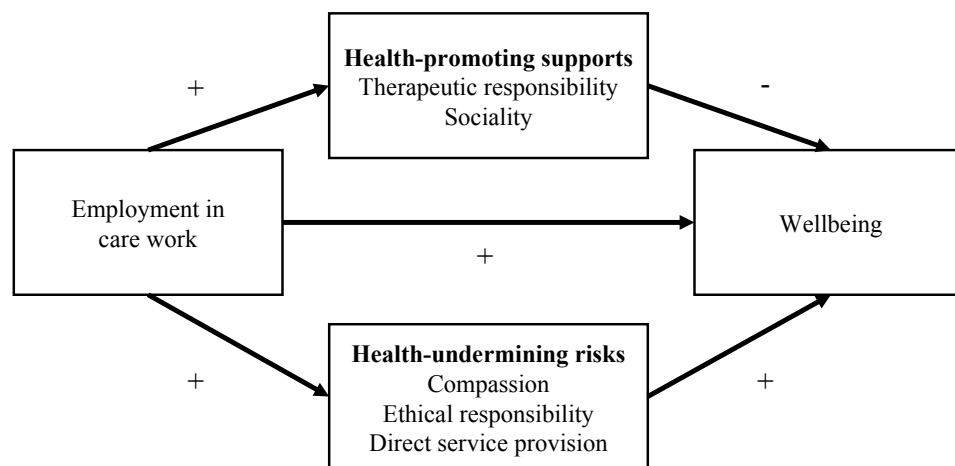 Health-promoting supports
Therapeutic responsibility
Sociality
+
-
Employment in
care work
Wellbeing
+
Health-undermining risks
Compassion
Ethical responsibility
Direct service provision
+
+